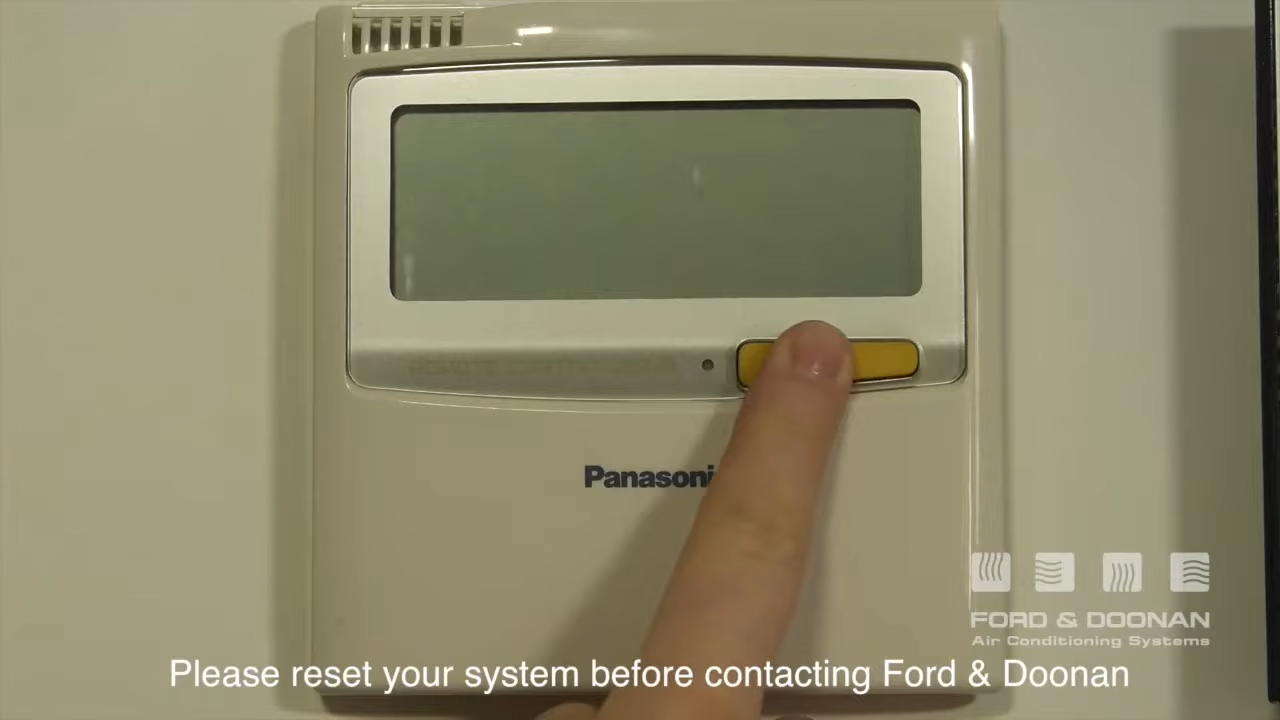 Panasoni
FORD & DOONAN
Air Conditioning Systems
Please reset your system before contacting Ford & Doonan